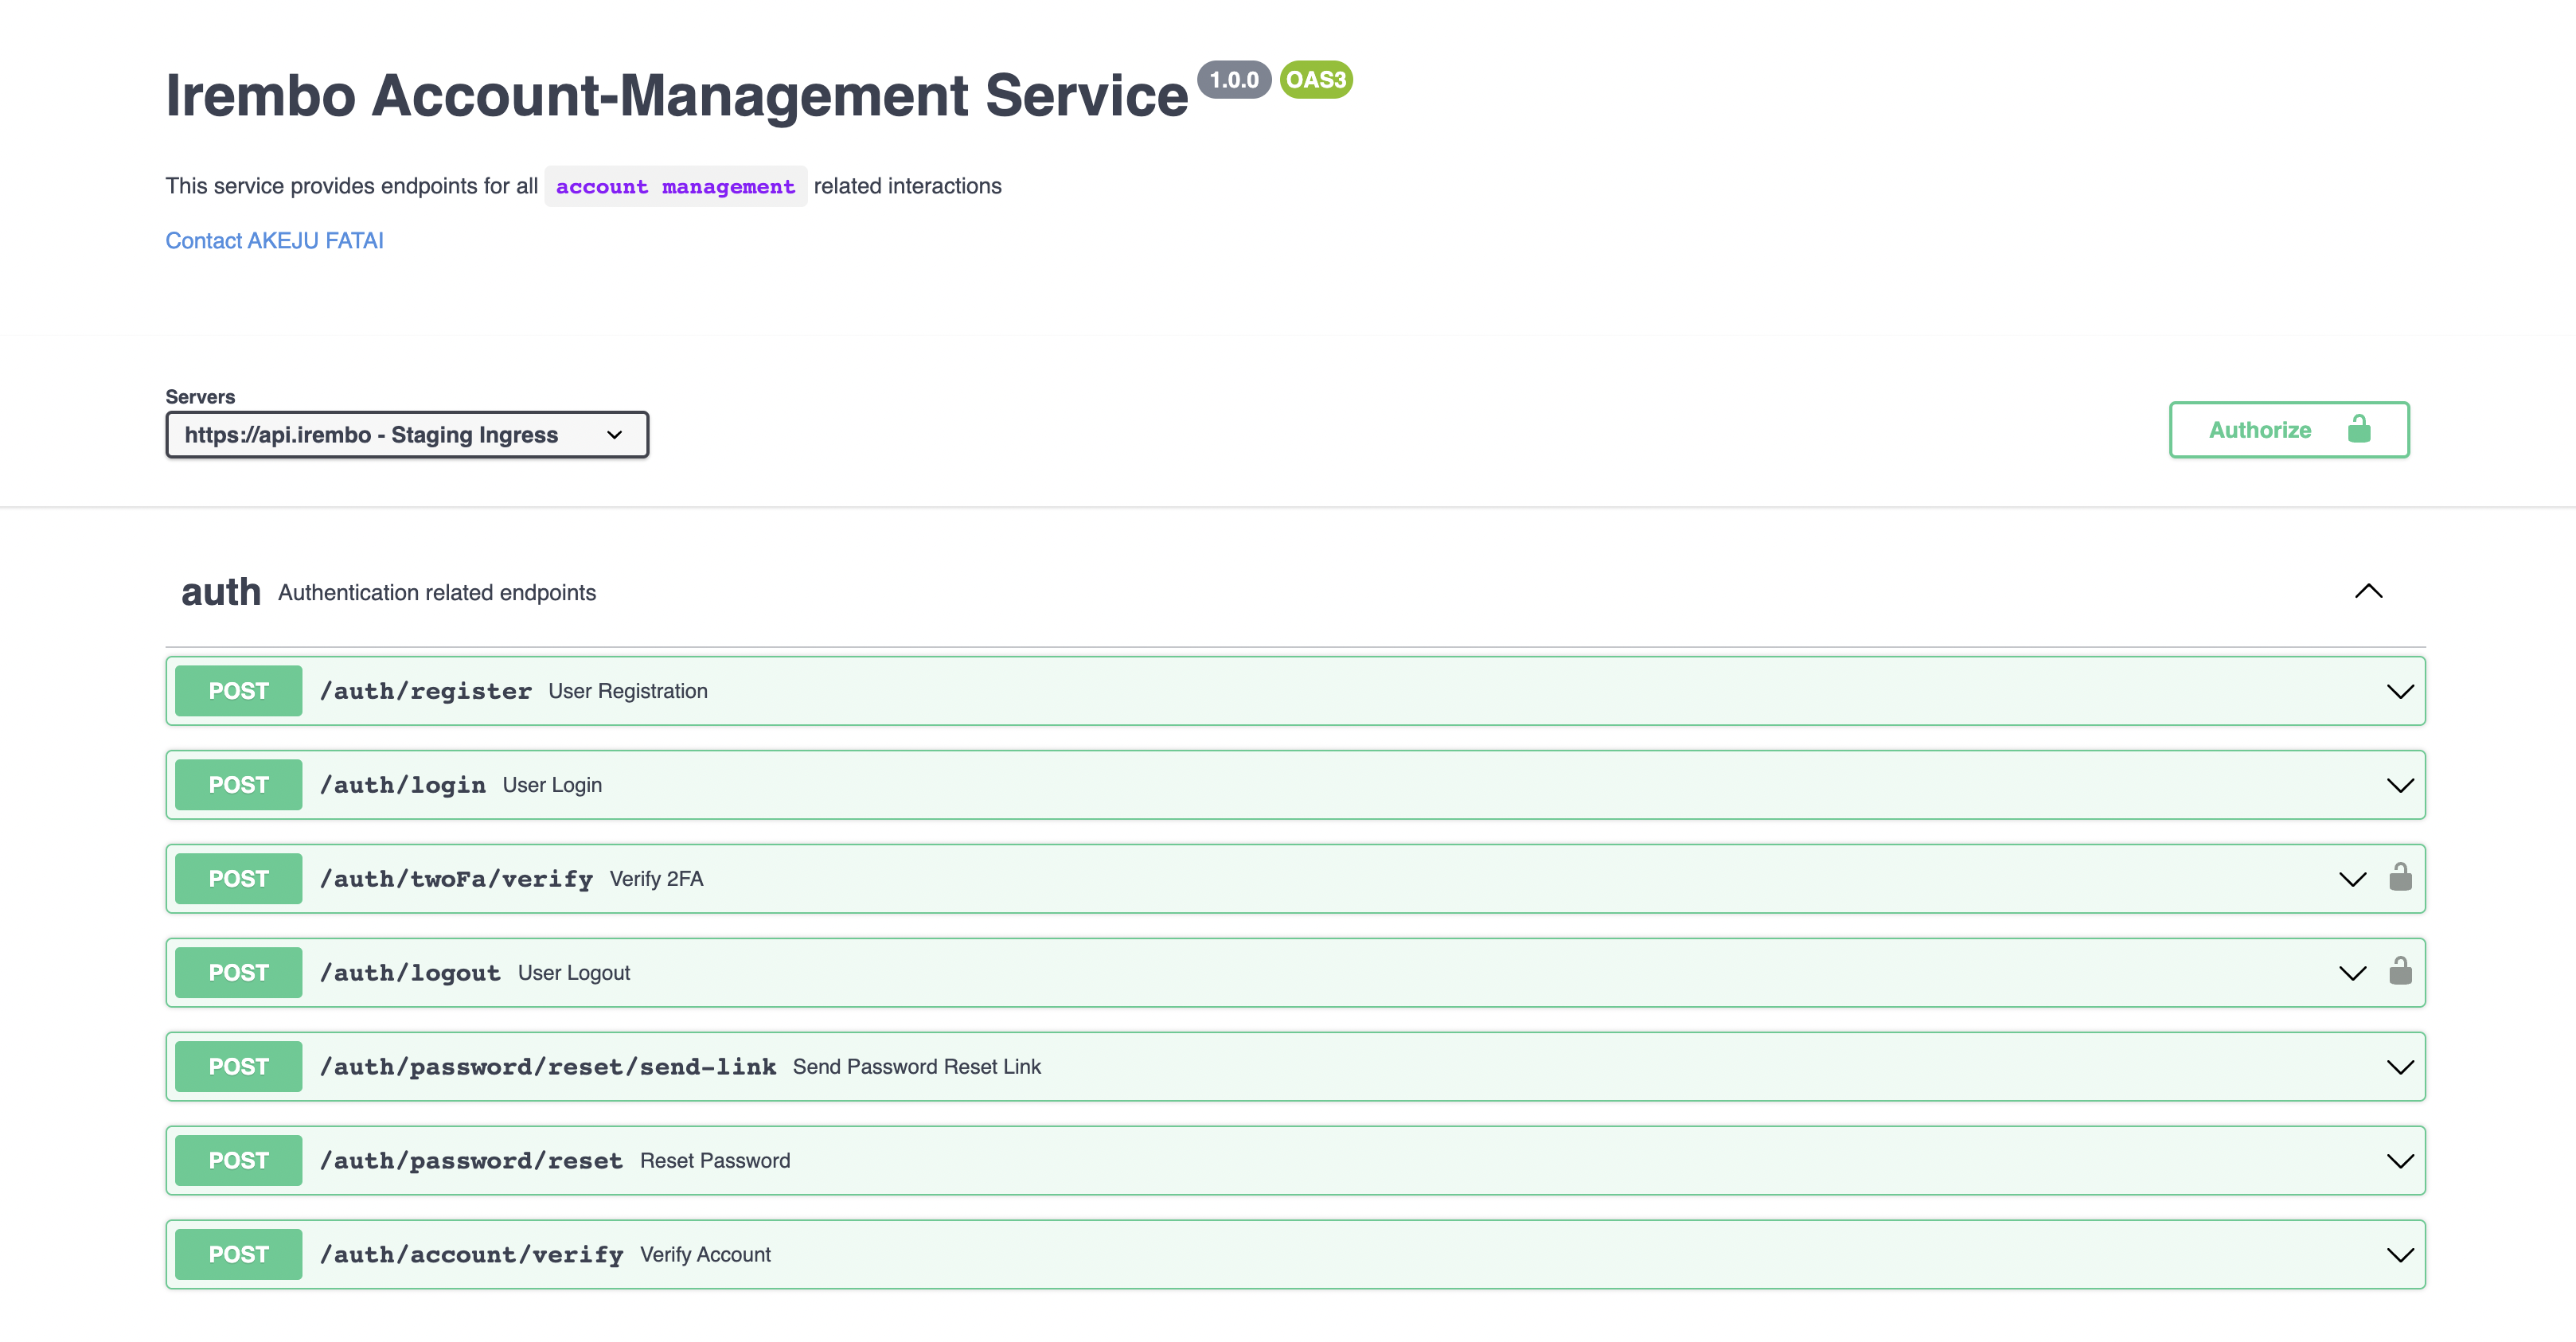 Irembo Account-Management Service 1.0.0 OAS3
This service provides endpoints for all account management related interactions
Contact AKEJU FATAI
Servers
https://api.irembo - Staging Ingress
Authorize
auth Authentication related endpoints
POST /auth/register User Registration
POST /auth/login User Login
POST /auth/twoFa/verify Verify 2FA
POST /auth/logout User Logout
POST /auth/password/reset/send-link Send Password Reset Link
POST /auth/password/reset Reset Password
POST /auth/account/verify Verify Account